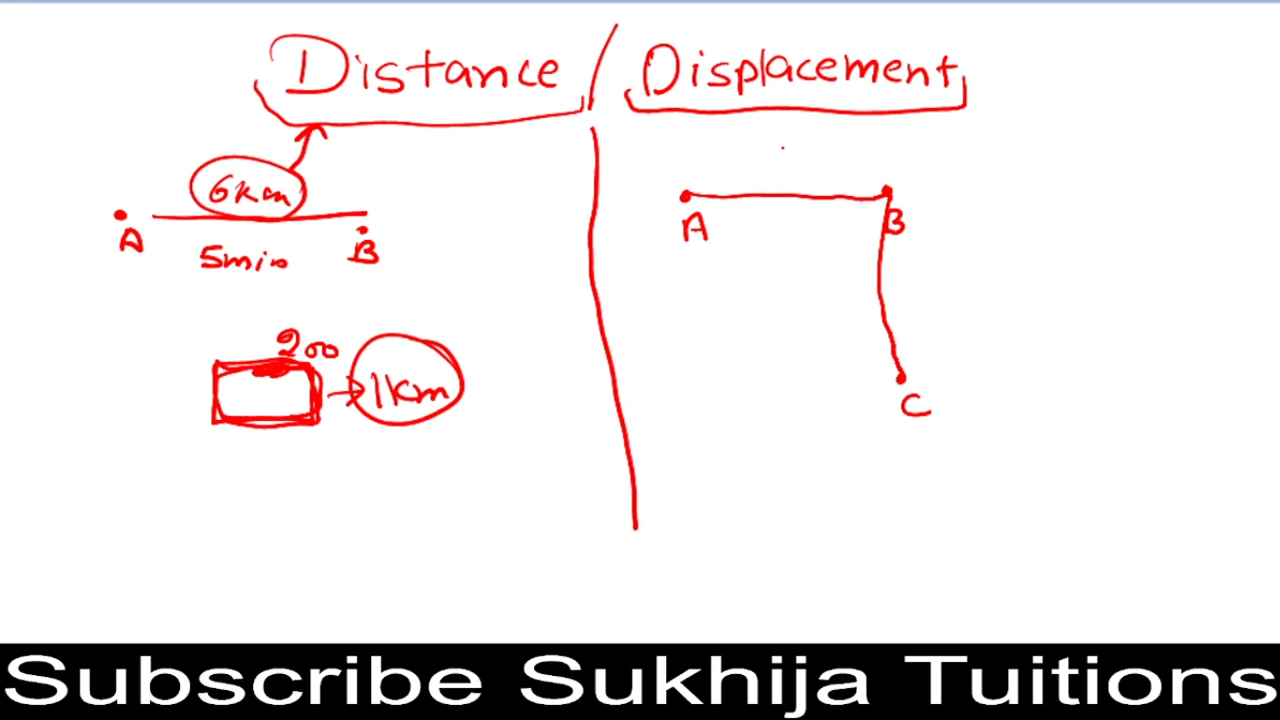 Distance / Displacement
6km
A
B
5min
A
B
200
1km
C
Subscribe Sukhija Tuitions